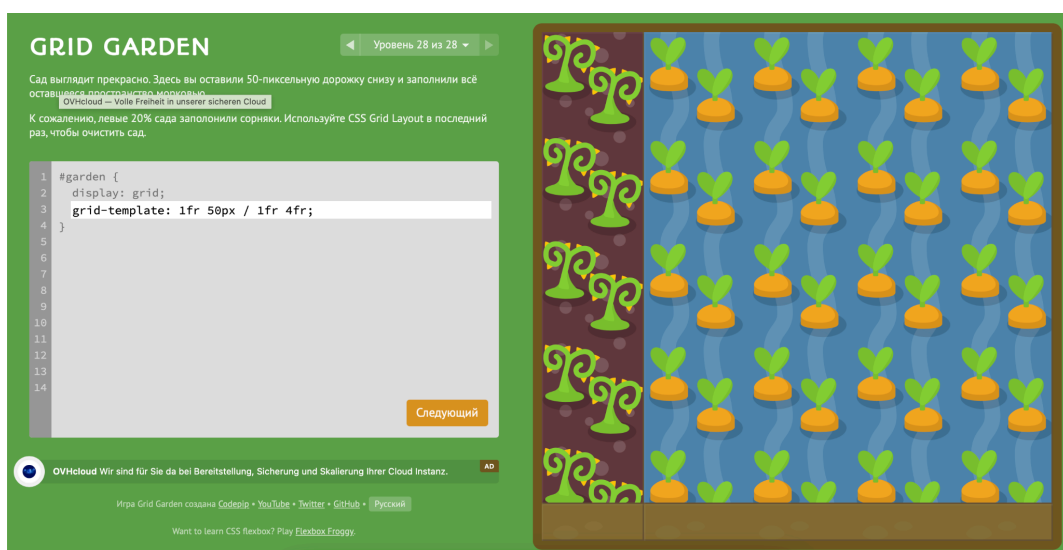 GRID GARDEN
◀ Уровень 28 из 28 ▾ ▶
Сад выглядит прекрасно. Здесь вы оставили 50-пиксельную дорожку снизу и заполнили всё
оставшееся пространство морковью.
OVHcloud — Volle Freiheit in unserer sicheren Cloud
К сожалению, левые 20% сада заполонили сорняки. Используйте CSS Grid Layout в последний
раз, чтобы очистить сад.
1 #garden {
2 display: grid;
3 grid-template: 1fr 50px / 1fr 4fr;
4 }
5
6
7
8
9
10
11
12
13
14
Следующий
OVHcloud Wir sind für Sie da bei Bereitstellung, Sicherung und Skalierung Ihrer Cloud Instanz.
AD
Игра Grid Garden создана Codepip • YouTube • Twitter • GitHub • Русский
Want to learn CSS flexbox? Play Flexbox Froggy.